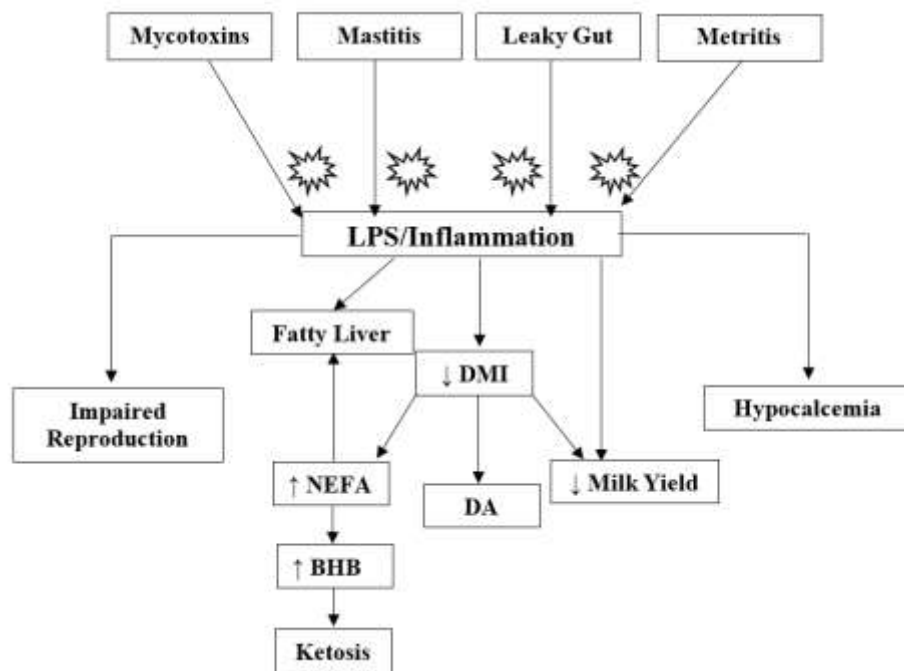 Mycotoxins
Mastitis
Leaky Gut
Metritis
LPS/Inflammation
Fatty Liver
↓ DMI
Impaired
Reproduction
Hypocalcemia
↑ NEFA
DA
↓ Milk Yield
↑ BHB
Ketosis